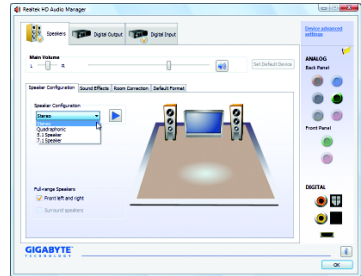 Realtek HD Audio Manager
Speakers
Digital Output
Digital Input
Device advanced
settings
Main Volume
L
R
Set Default Device
ANALOG
Back Panel
Speaker Configuration
Sound Effects
Room Correction
Default Format
Speaker Configuration
Stereo
Stereo
Quadraphonic
5.1 Speaker
7.1 Speaker
Front Panel
Full-range Speakers
Front left and right
Surround speakers
DIGITAL
GIGABYTE
TECHNOLOGY
i
OK